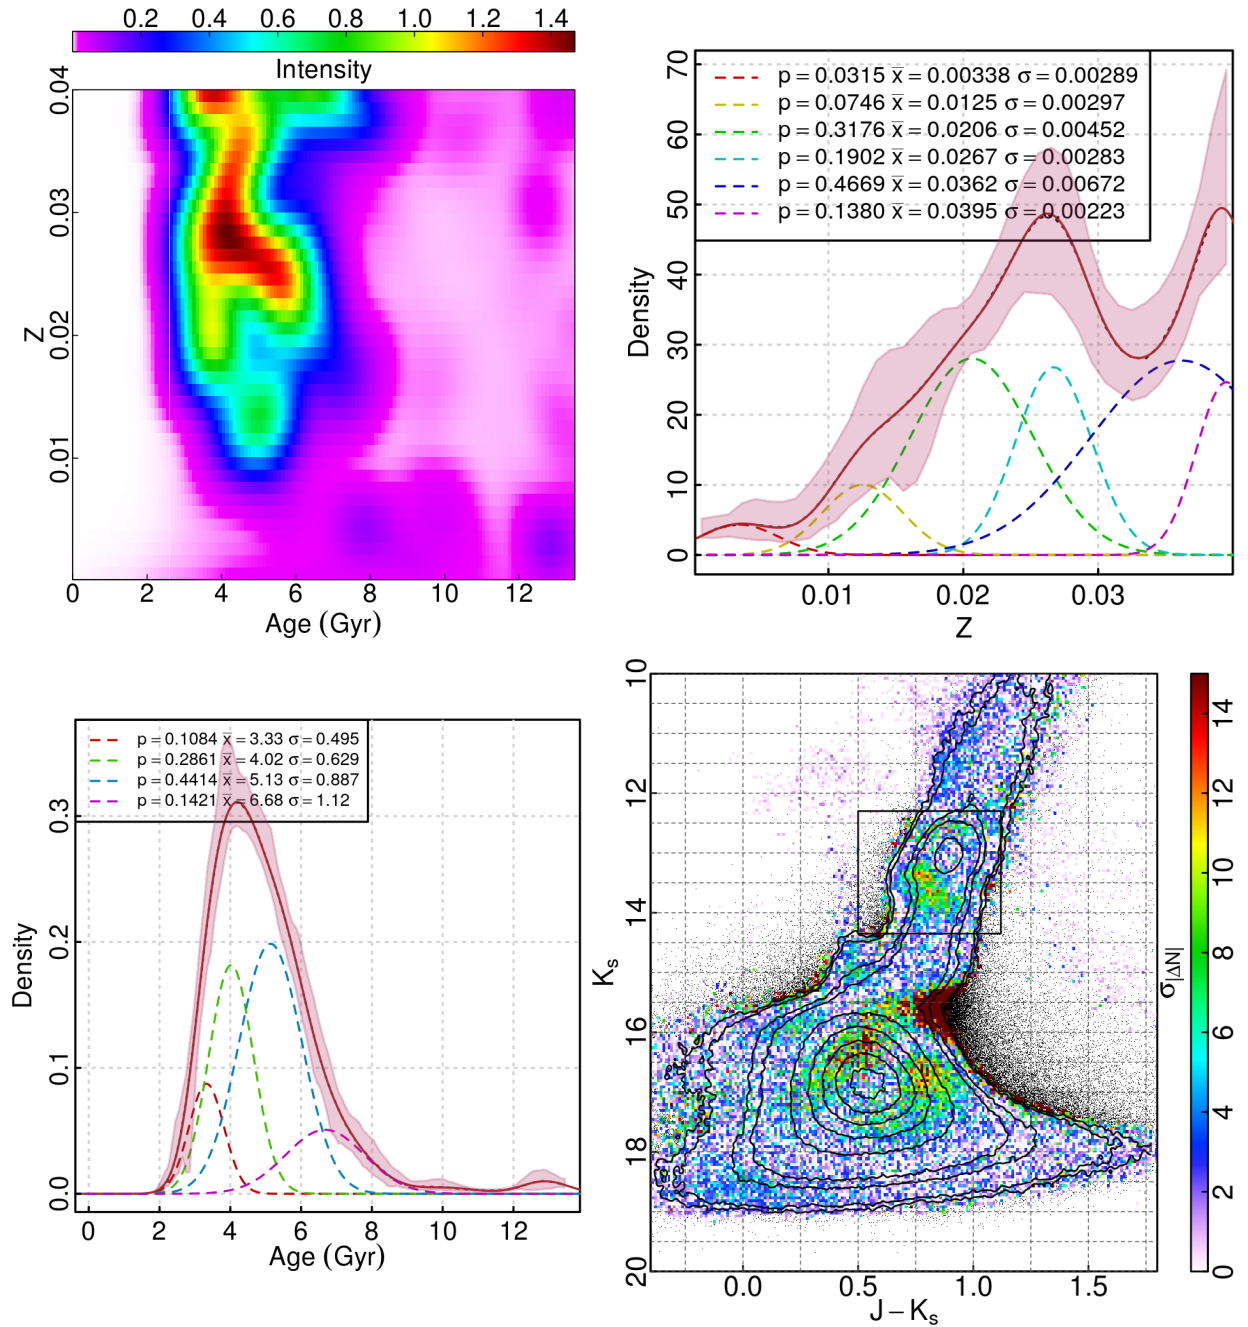 0.2 0.4 0.6 0.8 1.0 1.2 1.4
Intensity
0.04
0.03
0.02
0.01
Z
0 2 4 6 8 10 12
Age (Gyr)
p = 0.0315 x̅ = 0.00338 σ = 0.00289
p = 0.0746 x̅ = 0.0125 σ = 0.00297
p = 0.3176 x̅ = 0.0206 σ = 0.00452
p = 0.1902 x̅ = 0.0267 σ = 0.00283
p = 0.4669 x̅ = 0.0362 σ = 0.00672
p = 0.1380 x̅ = 0.0395 σ = 0.00223
70
60
50
40
30
20
10
0
Density
0.01 0.02 0.03
Z
p = 0.1084 x̅ = 3.33 σ = 0.495
p = 0.2861 x̅ = 4.02 σ = 0.629
p = 0.4414 x̅ = 5.13 σ = 0.887
p = 0.1421 x̅ = 6.68 σ = 1.12
0.3
0.2
0.1
0.0
Density
0 2 4 6 8 10 12
Age (Gyr)
10
12
14
16
18
20
Ks
0.0 0.5 1.0 1.5
J − Ks
14
12
10
8
6
4
2
0
σ|ΔN|